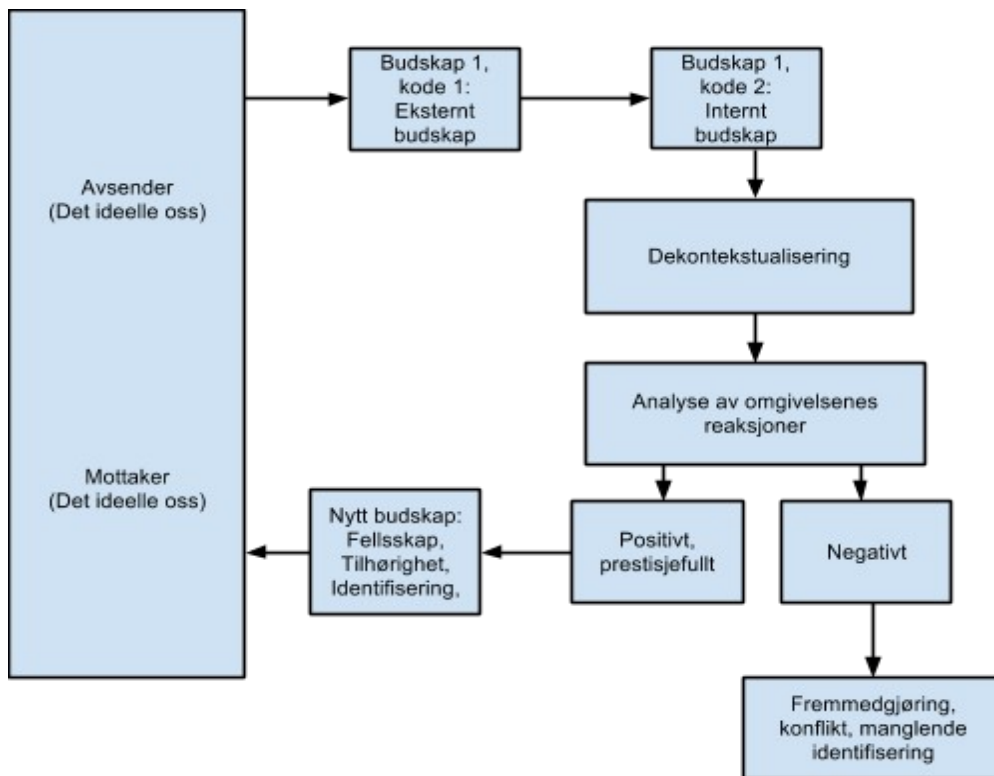 Avsender
(Det ideelle oss)
Budskap 1,
kode 1:
Eksternt
budskap
Budskap 1,
kode 2:
Internt
budskap
Dekontekstualisering
Analyse av omgivelsenes
reaksjoner
Positivt,
prestisjefullt
Negativt
Nytt budskap:
Fellsskap,
Tilhørighet,
Identifisering,
Mottaker
(Det ideelle oss)
Fremmedgjøring,
konflikt, manglende
identifisering